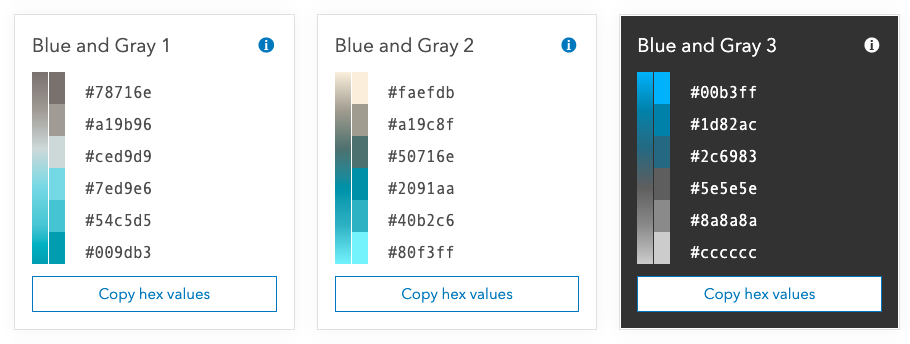 Blue and Gray 1
#78716e
#a19b96
#ced9d9
#7ed9e6
#54c5d5
#009db3
Copy hex values
Blue and Gray 2
#faefdb
#a19c8f
#50716e
#2091aa
#40b2c6
#80f3ff
Copy hex values
Blue and Gray 3
#00b3ff
#1d82ac
#2c6983
#5e5e5e
#8a8a8a
#cccccc
Copy hex values